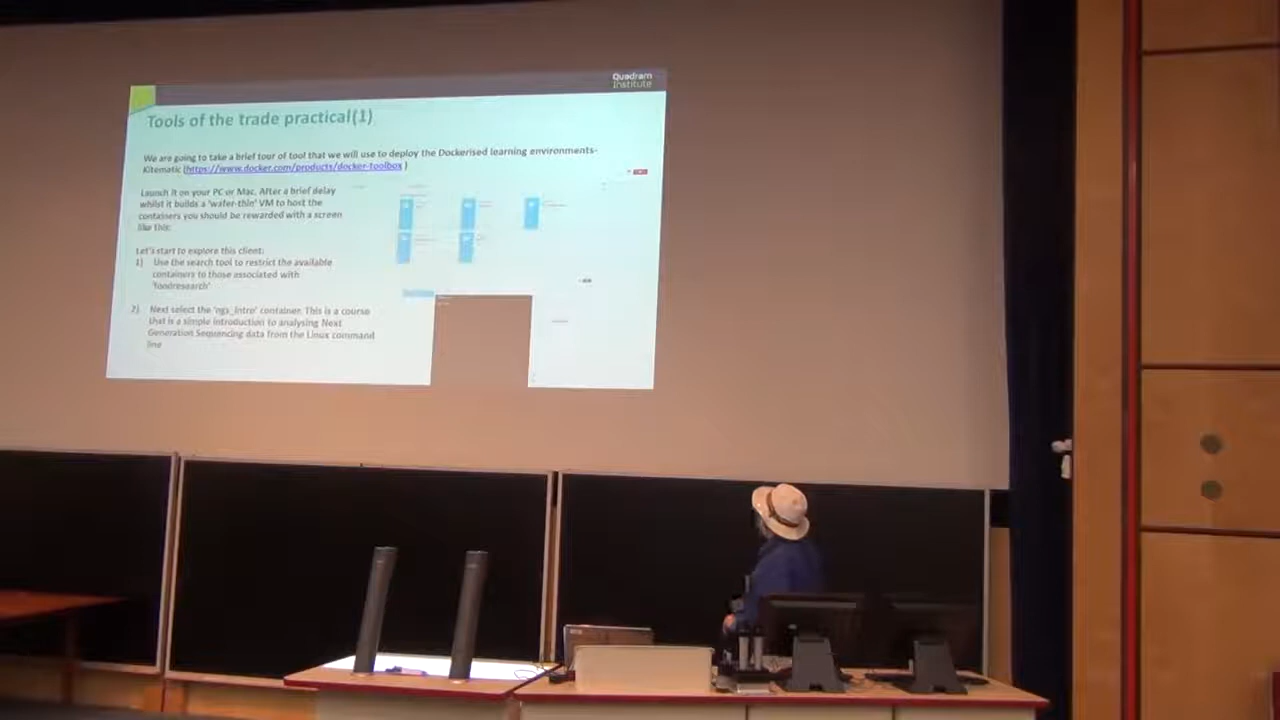 Quadram
Institute
Tools of the trade practical(1)
We are going to take a brief tour of tool that we will use to deploy the Dockerised learning environments-
Kitematic (https://www.docker.com/products/docker-toolbox )
Launch it on your PC or Mac. After a brief delay
whilst it builds a 'wafer-thin' VM to host the
containers you should be rewarded with a screen
like this:
Let's start to explore this client:
1) Use the search tool to restrict the available
containers to those associated with
'fondresearch'
2) Next select the 'ngs_intro' container. This is a course
that is a simple introduction to analysing Next
Generation Sequencing data from the Linux command
line